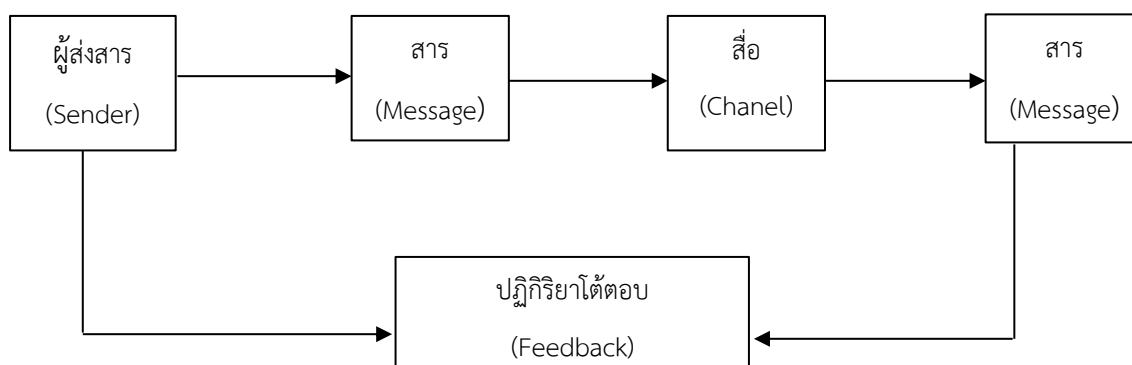 ผู้ส่งสาร
(Sender)
สาร
(Message)
สื่อ
(Chanel)
สาร
(Message)
ปฏิกิริยาโต้ตอบ
(Feedback)